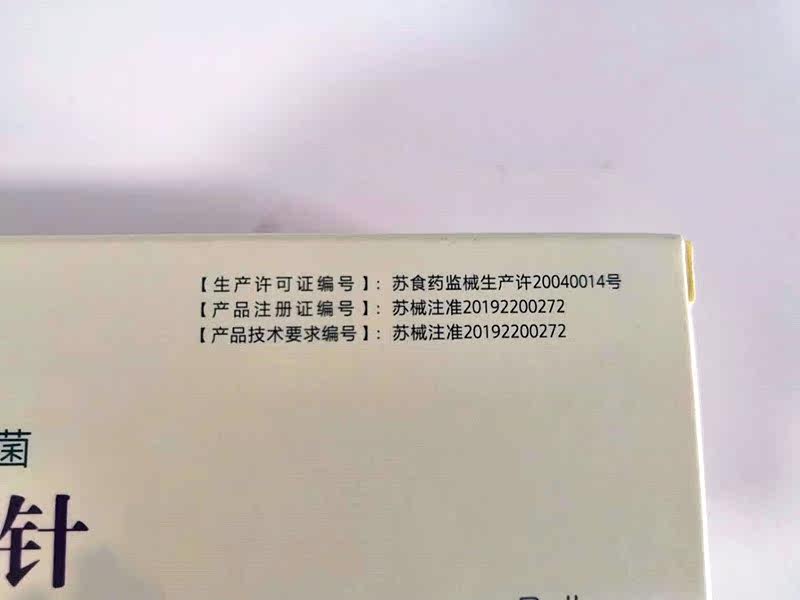 【生产许可证编号】：苏食药监械生产许20040014号
【产品注册证编号】：苏械注准20192200272
【产品技术要求编号】：苏械注准20192200272
菌
针